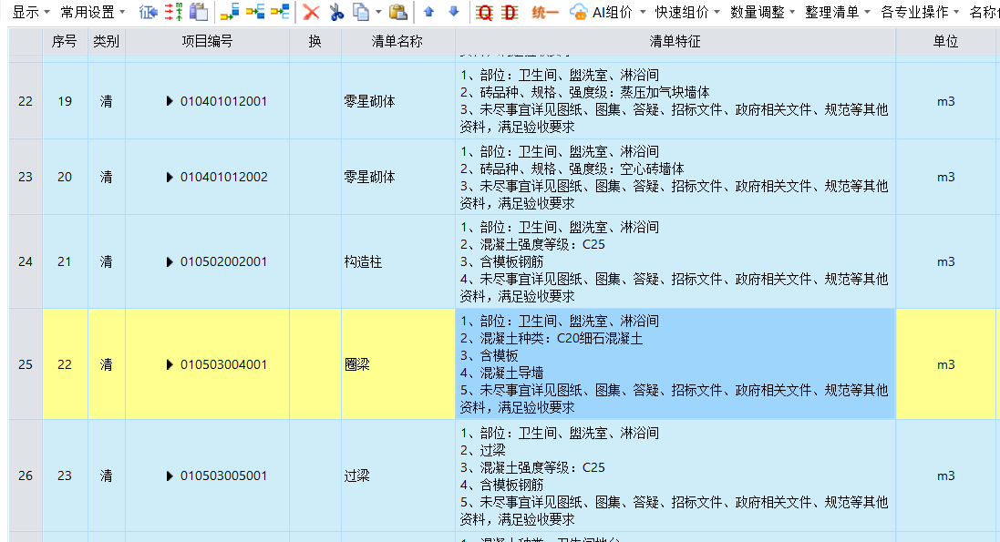 显示 常用设置 征 Q D 统一 AI组价 快速组价 数量调整 整理清单 各专业操作 名称
序号 类别 项目编号 换 清单名称 清单特征 单位
22 19 清 010401012001 零星砌体 m3
1、部位：卫生间、盥洗室、淋浴间
2、砖品种、规格、强度级：蒸压加气块墙体
3、未尽事宜详见图纸、图集、答疑、招标文件、政府相关文件、规范等其他
资料，满足验收要求
23 20 清 010401012002 零星砌体 m3
1、部位：卫生间、盥洗室、淋浴间
2、砖品种、规格、强度级：空心砖墙体
3、未尽事宜详见图纸、图集、答疑、招标文件、政府相关文件、规范等其他
资料，满足验收要求
24 21 清 010502002001 构造柱 m3
1、部位：卫生间、盥洗室、淋浴间
2、混凝土强度等级：C25
3、含模板钢筋
4、未尽事宜详见图纸、图集、答疑、招标文件、政府相关文件、规范等其他
资料，满足验收要求
25 22 清 010503004001 圈梁 m3
1、部位：卫生间、盥洗室、淋浴间
2、混凝土种类：C20细石混凝土
3、含模板
4、混凝土导墙
5、未尽事宜详见图纸、图集、答疑、招标文件、政府相关文件、规范等其他
资料，满足验收要求
26 23 清 010503005001 过梁 m3
1、部位：卫生间、盥洗室、淋浴间
2、过梁
3、混凝土强度等级：C25
4、含模板钢筋
5、未尽事宜详见图纸、图集、答疑、招标文件、政府相关文件、规范等其他
资料，满足验收要求